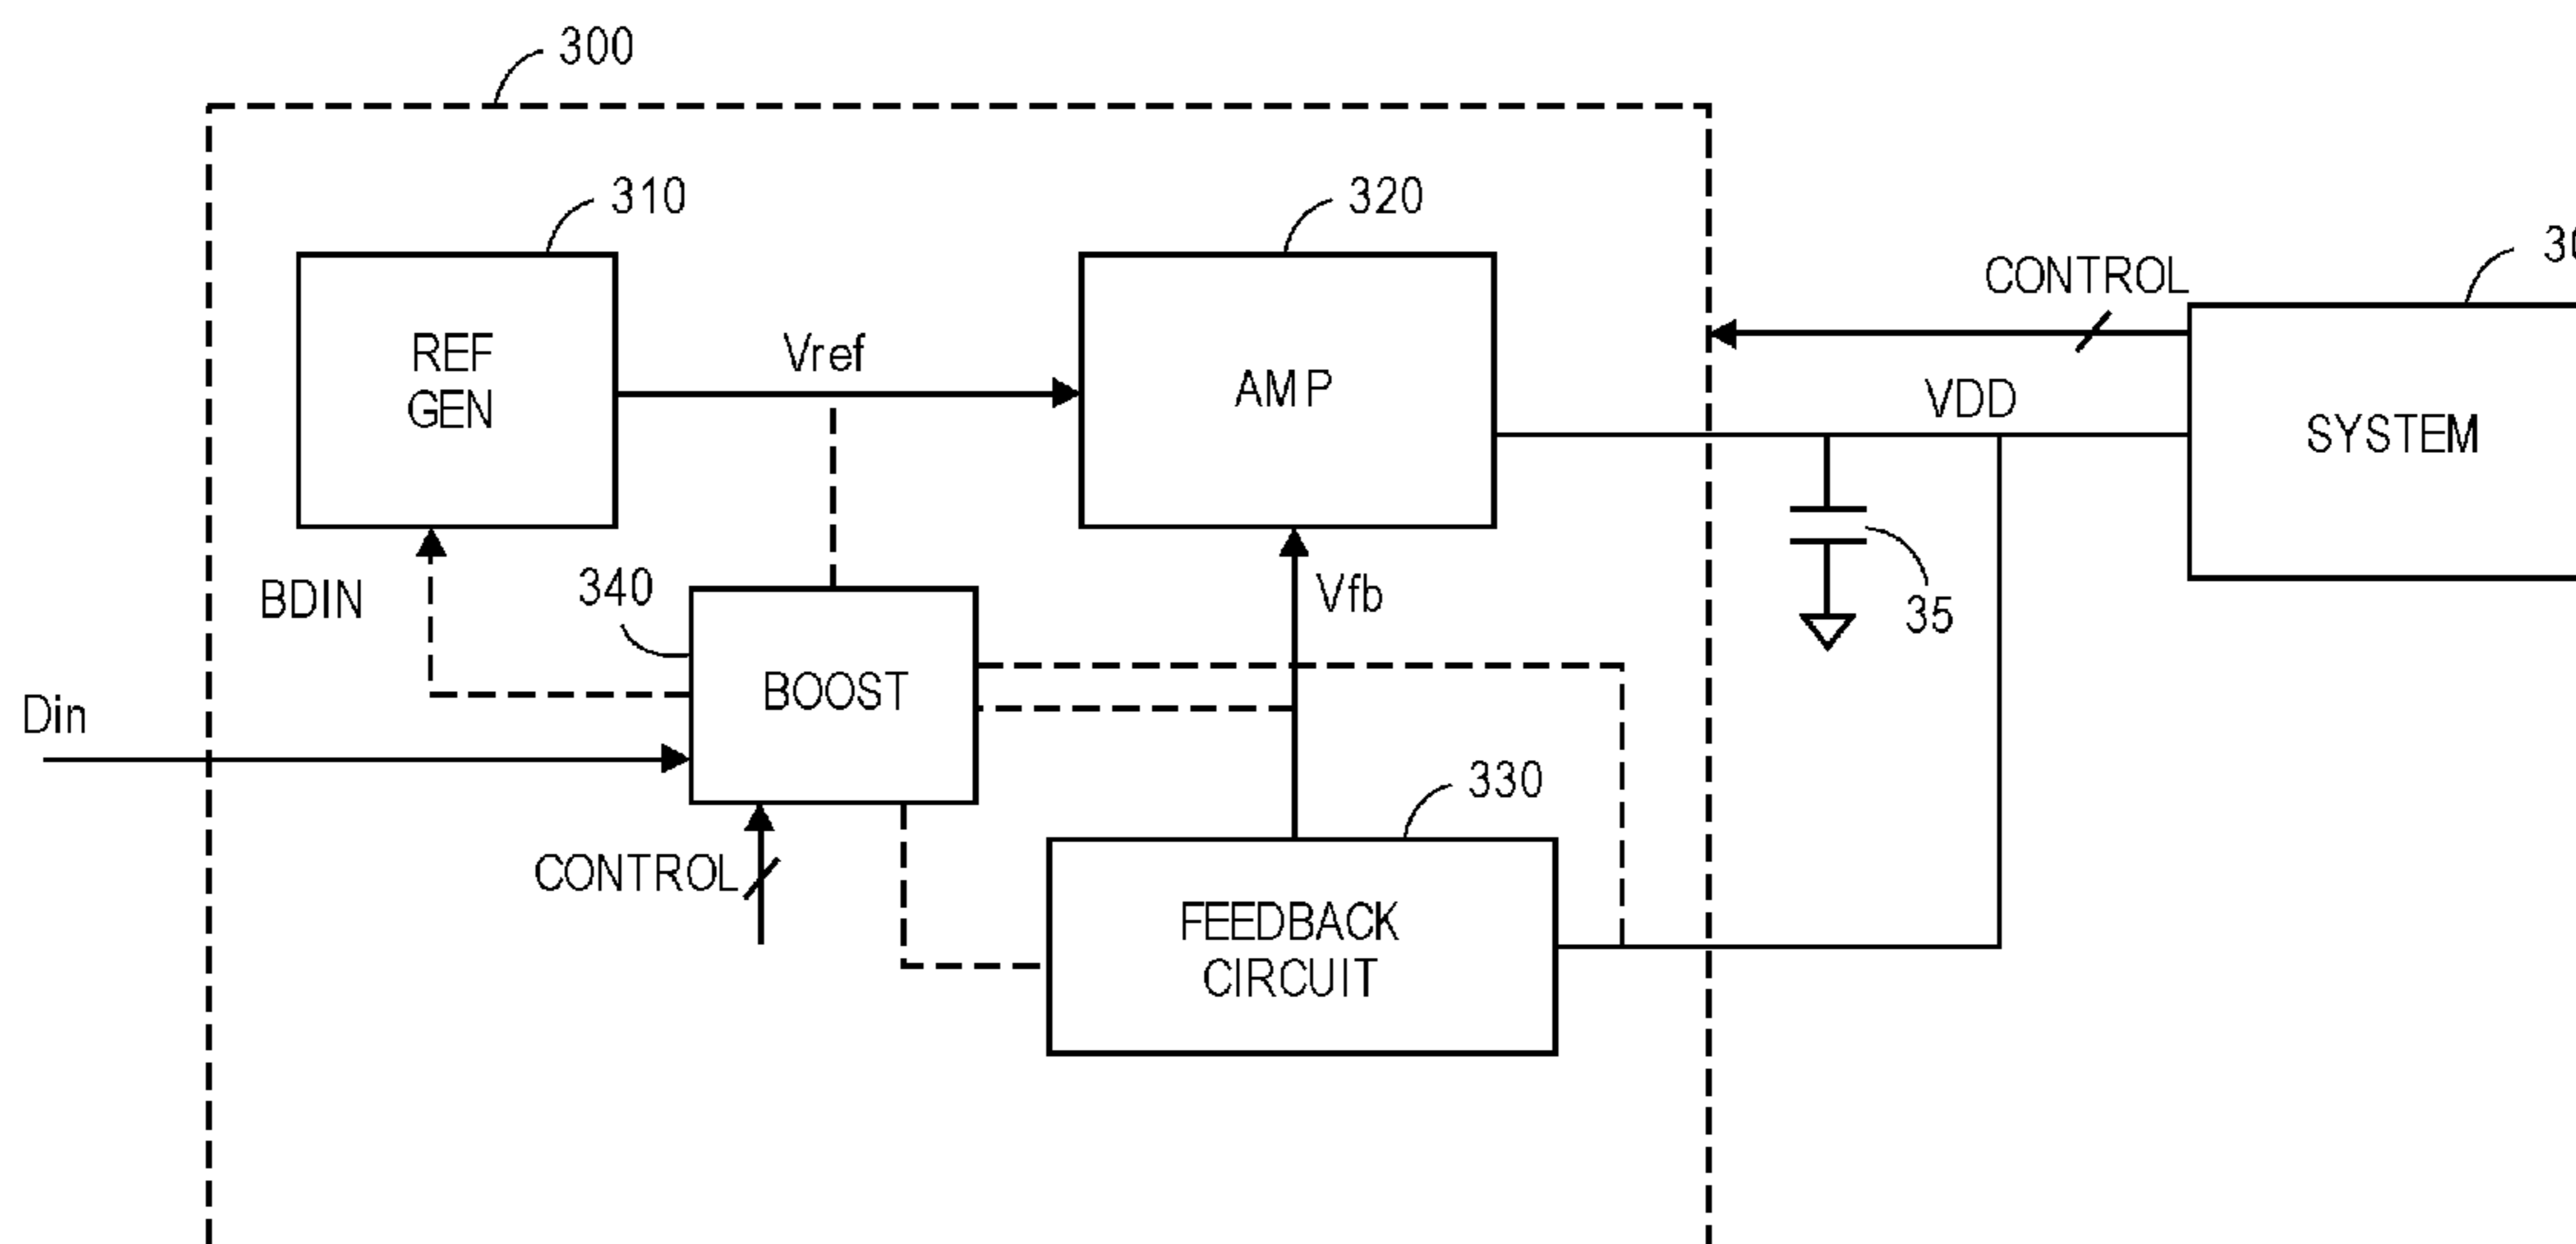 300
310
320
CONTROL
REF
GEN
Vref
AMP
VDD
SYSTEM
BDIN
340
Vfb
35
BOOST
Din
330
CONTROL
FEEDBACK
CIRCUIT